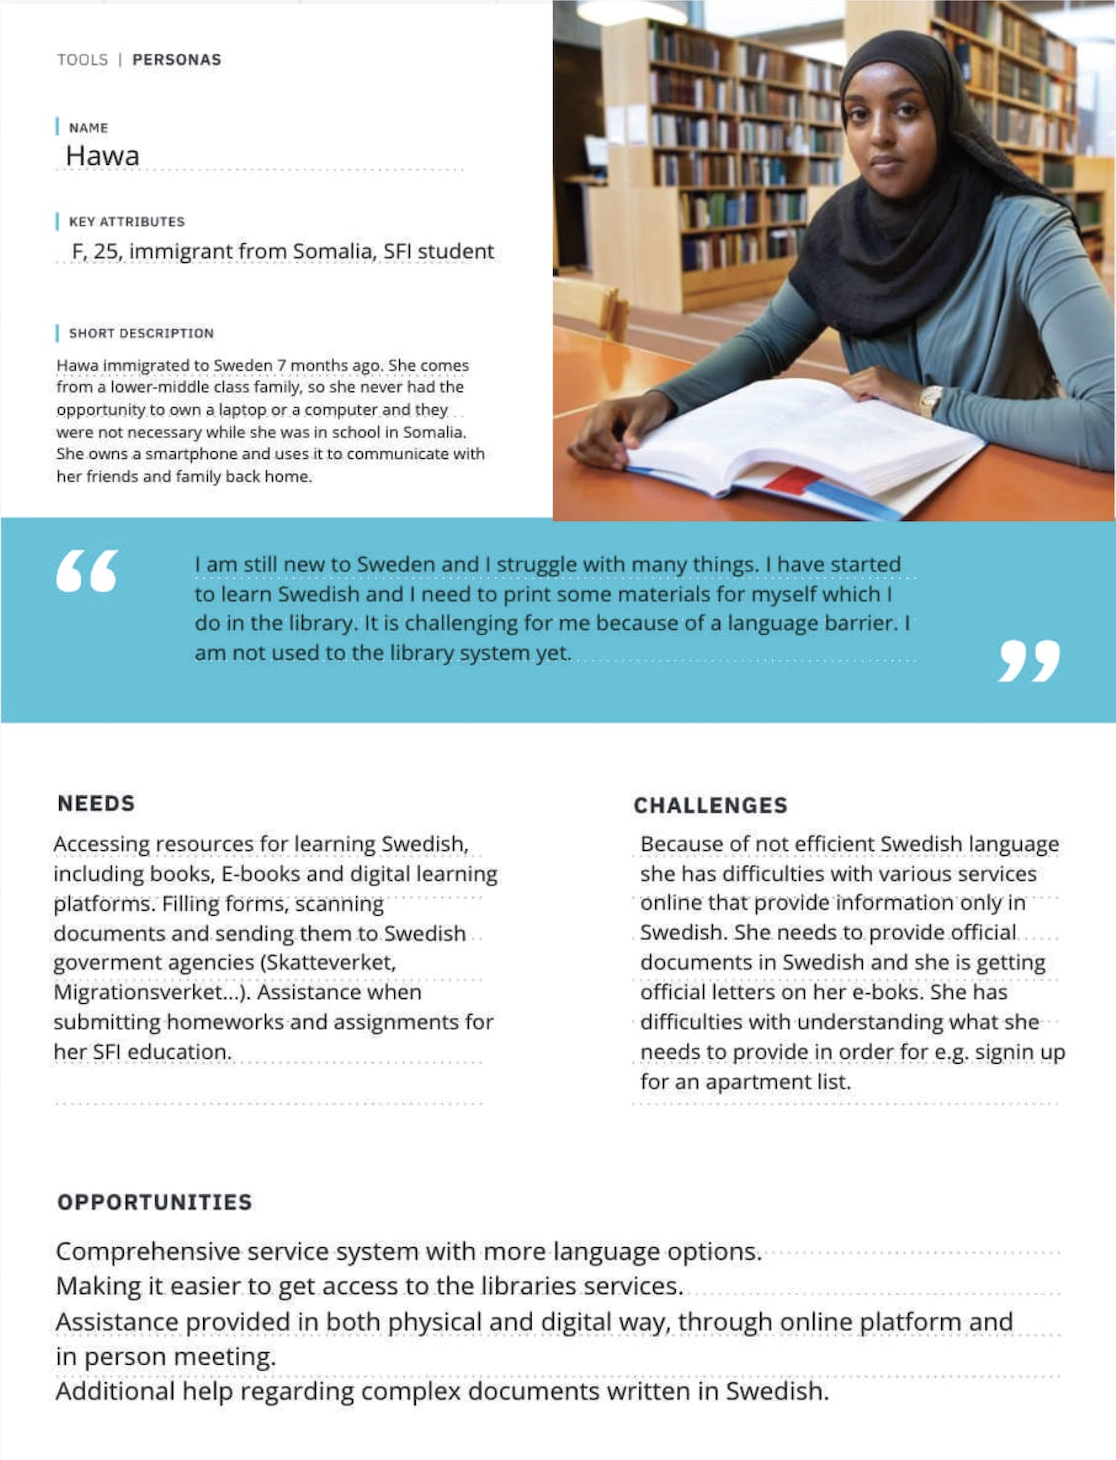 TOOLS | PERSONAS
NAME
Hawa
KEY ATTRIBUTES
F, 25, immigrant from Somalia, SFI student
SHORT DESCRIPTION
Hawa immigrated to Sweden 7 months ago. She comes
from a lower-middle class family, so she never had the
opportunity to own a laptop or a computer and they
were not necessary while she was in school in Somalia.
She owns a smartphone and uses it to communicate with
her friends and family back home.
“
I am still new to Sweden and I struggle with many things. I have started
to learn Swedish and I need to print some materials for myself which I
do in the library. It is challenging for me because of a language barrier. I
am not used to the library system yet.
”
NEEDS
Accessing resources for learning Swedish,
including books, E-books and digital learning
platforms. Filling forms, scanning
documents and sending them to Swedish
goverment agencies (Skatteverket,
Migrationsverket...). Assistance when
submitting homeworks and assignments for
her SFI education.
CHALLENGES
Because of not efficient Swedish language
she has difficulties with various services
online that provide information only in
Swedish. She needs to provide official
documents in Swedish and she is getting
official letters on her e-boks. She has
difficulties with understanding what she
needs to provide in order for e.g. signin up
for an apartment list.
OPPORTUNITIES
Comprehensive service system with more language options.
Making it easier to get access to the libraries services.
Assistance provided in both physical and digital way, through online platform and
in person meeting.
Additional help regarding complex documents written in Swedish.